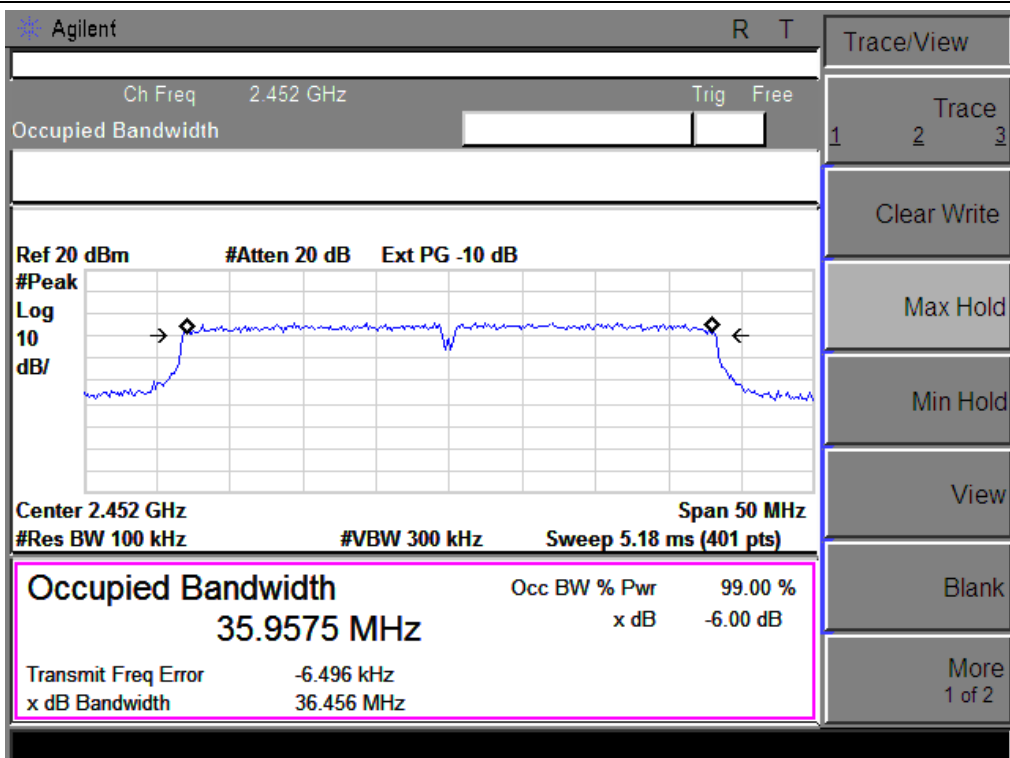 Agilent R T
Ch Freq 2.452 GHz Trig Free
Occupied Bandwidth
Ref 20 dBm #Atten 20 dB Ext PG -10 dB
#Peak
Log
10
dB/
Center 2.452 GHz Span 50 MHz
#Res BW 100 kHz #VBW 300 kHz Sweep 5.18 ms (401 pts)
Occupied Bandwidth Occ BW % Pwr 99.00 %
35.9575 MHz x dB -6.00 dB
Transmit Freq Error -6.496 kHz
x dB Bandwidth 36.456 MHz
Trace/View
Trace
1 2 3
Clear Write
Max Hold
Min Hold
View
Blank
More
1 of 2